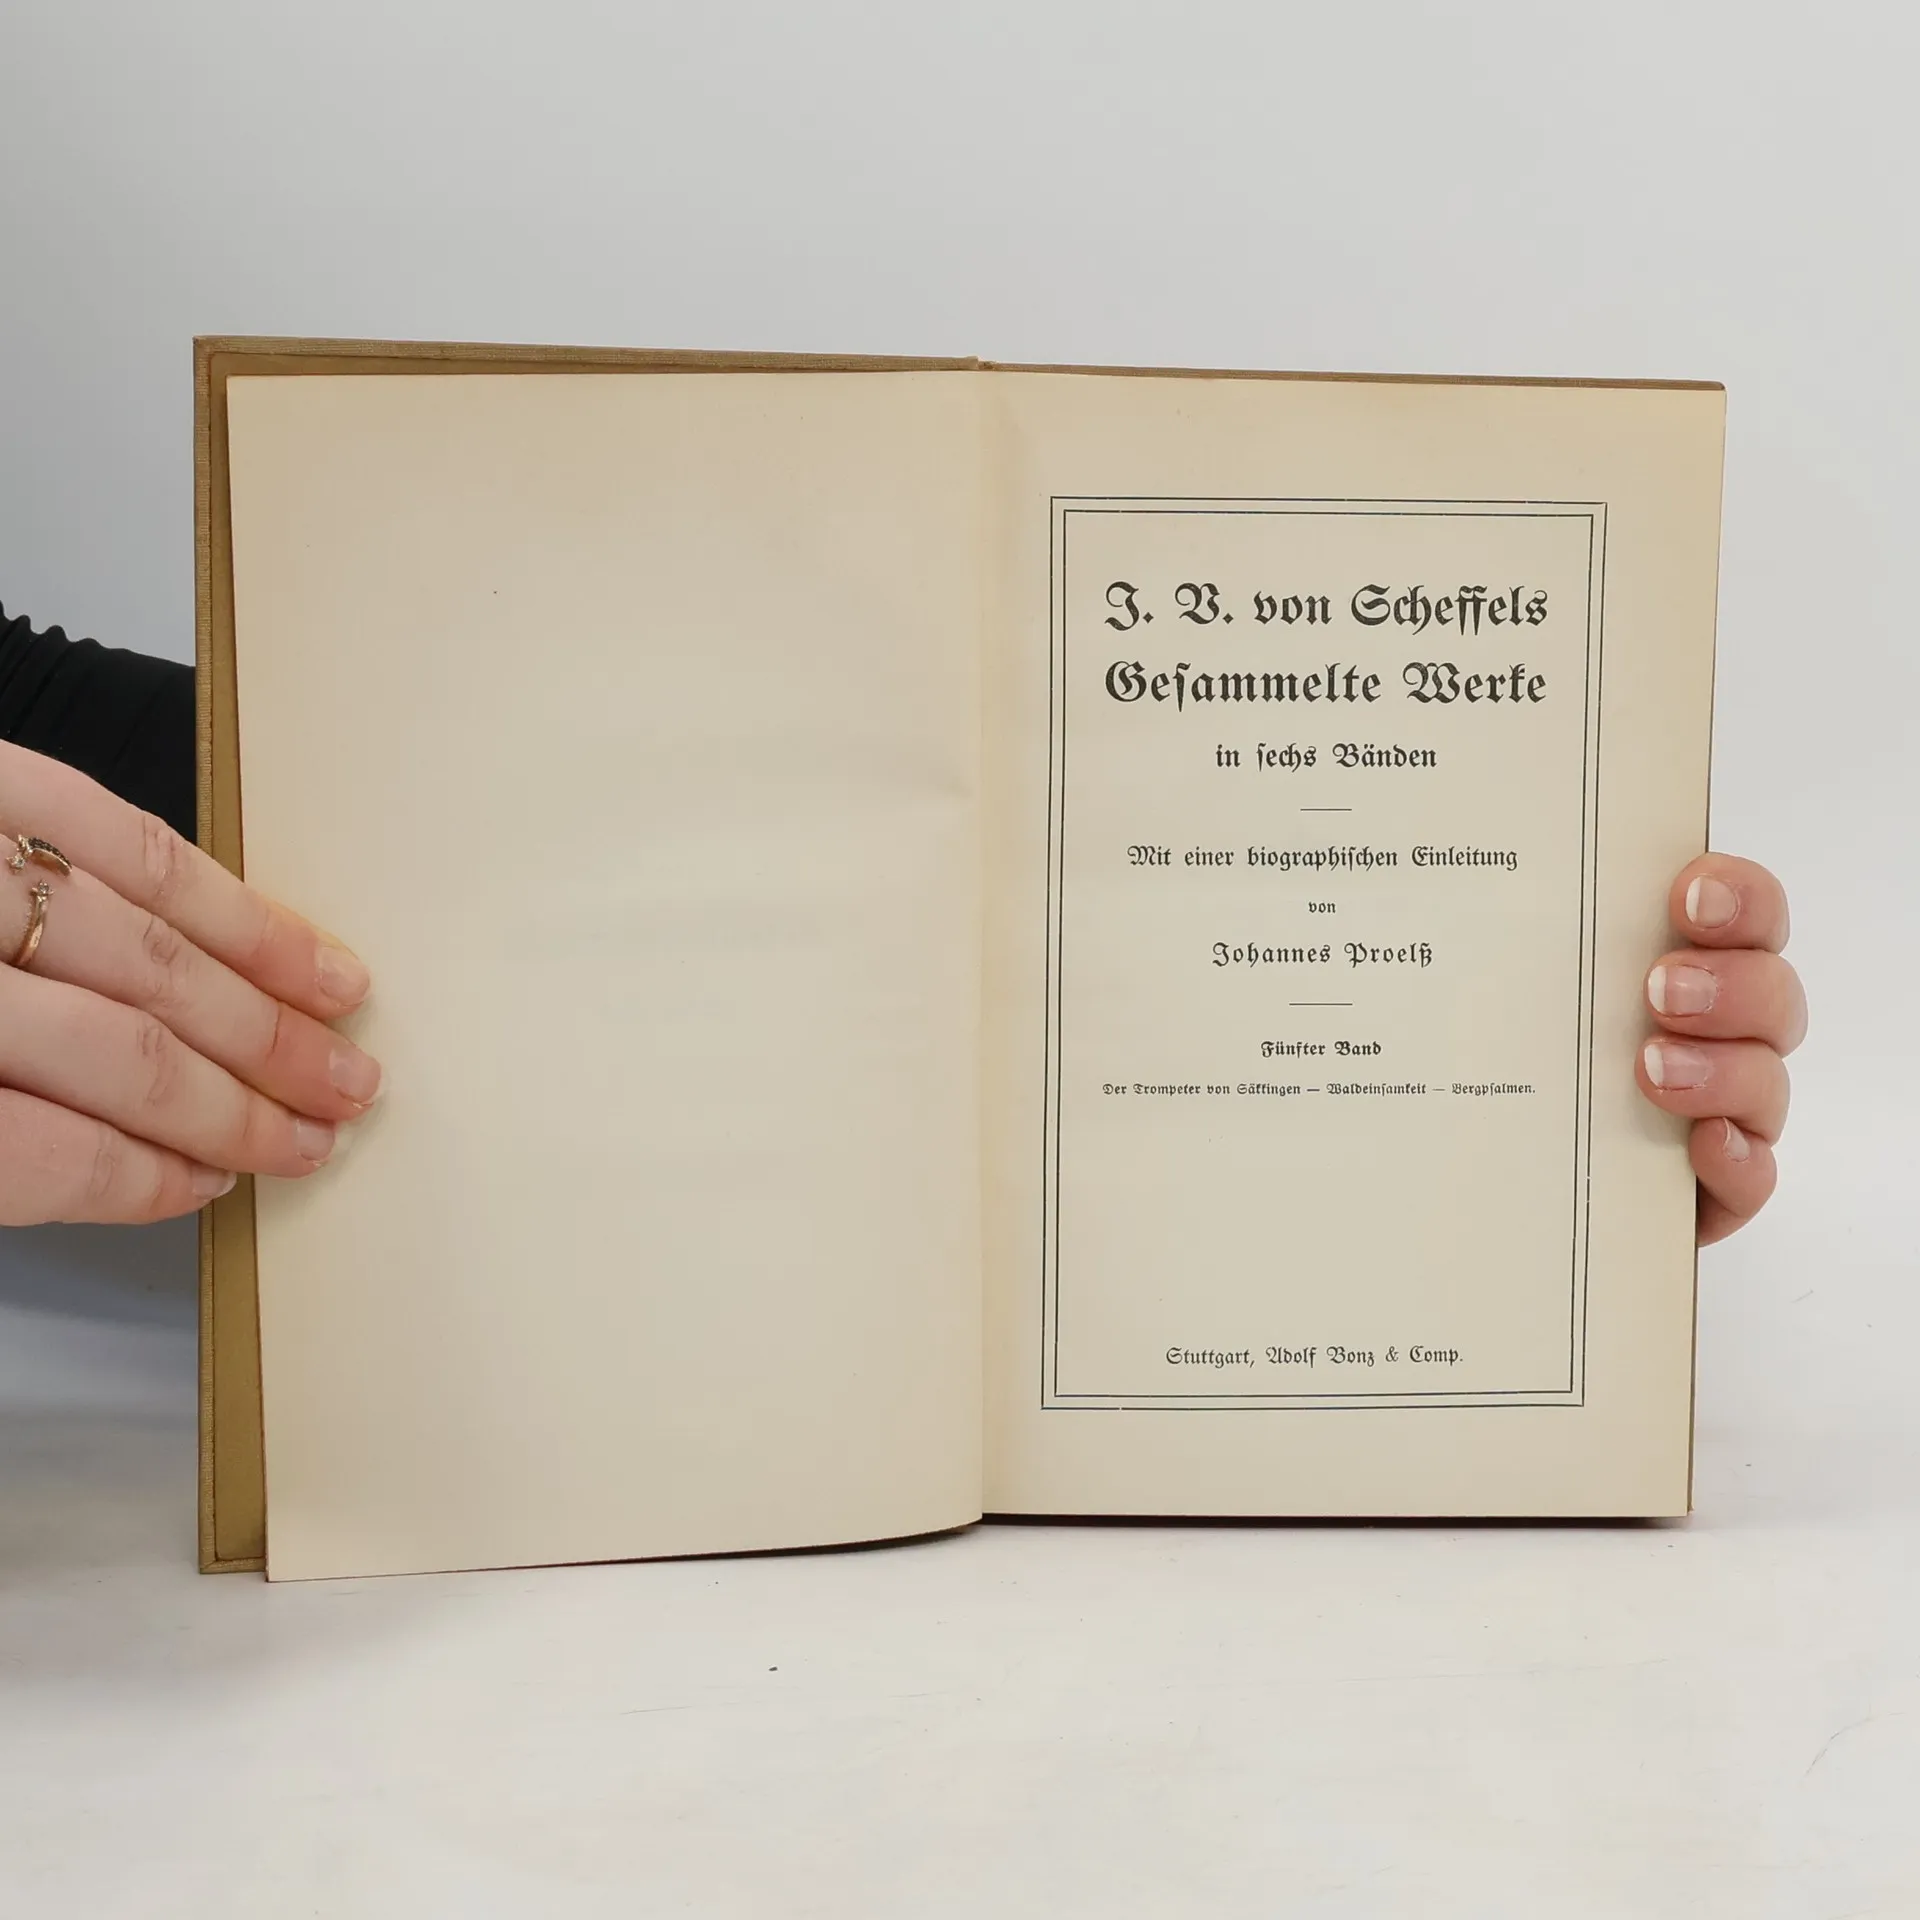 J. V. von Scheffels
Geſammelte Werke
in ſechs Bänden
Mit einer biographiſchen Einleitung
von
Johannes Proelß
Fünfter Band
Der Trompeter von Säkkingen — Waldeinſamkeit — Bergpſalmen.
Stuttgart, Adolf Bonz & Comp.